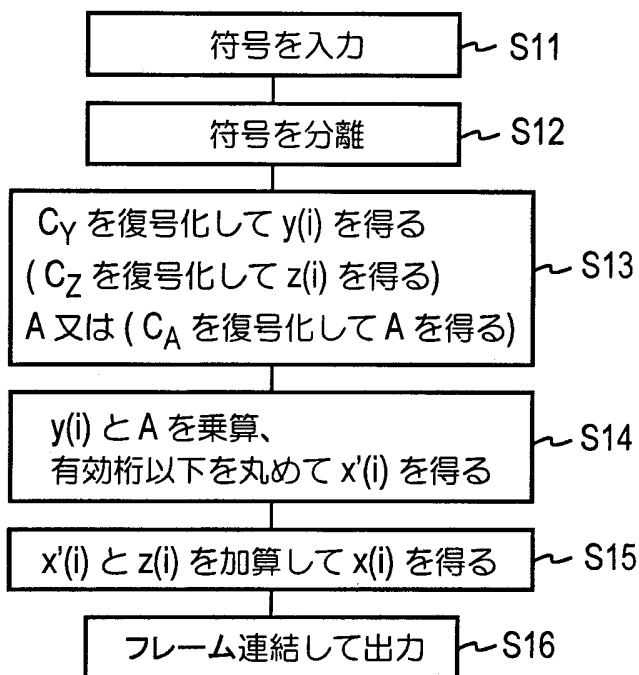 符号を入力 S11
符号を分離 S12
C_Y を復号化して y(i) を得る
( C_Z を復号化して z(i) を得る) S13
A 又は ( C_A を復号化して A を得る)
y(i) と A を乗算、 S14
有効桁以下を丸めて x'(i) を得る
x'(i) と z(i) を加算して x(i) を得る S15
フレーム連結して出力 S16